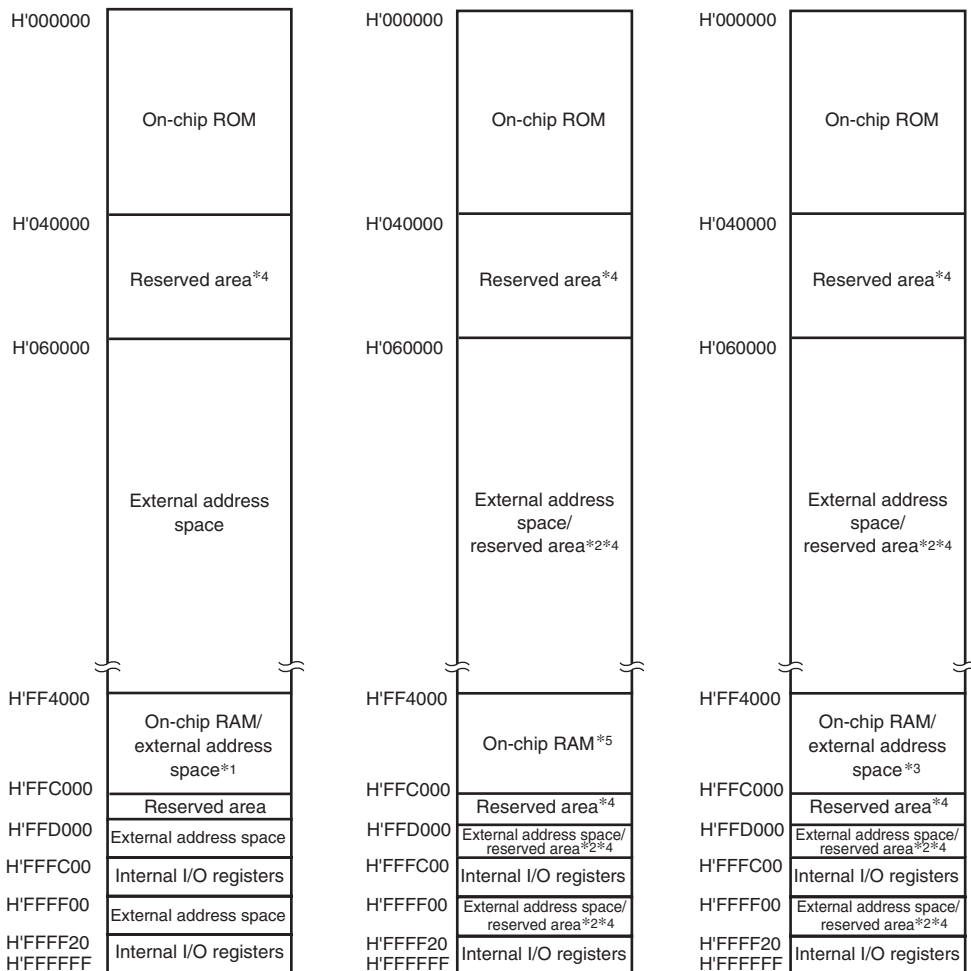 H'000000
On-chip ROM
H'040000
Reserved area*4
H'060000
External address
space
H'FF4000
On-chip RAM/
external address
space*1
H'FFC000
Reserved area
H'FFD000
External address space
H'FFFC00
Internal I/O registers
H'FFFF00
External address space
H'FFFF20
Internal I/O registers
H'FFFFFF
H'000000
On-chip ROM
H'040000
Reserved area*4
H'060000
External address
space/
reserved area*2*4
H'FF4000
On-chip RAM*5
H'FFC000
Reserved area*4
H'FFD000
External address space/
reserved area*2*4
H'FFFC00
Internal I/O registers
H'FFFF00
External address space/
reserved area*2*4
H'FFFF20
Internal I/O registers
H'FFFFFF
H'000000
On-chip ROM
H'040000
Reserved area*4
H'060000
External address
space/
reserved area*2*4
H'FF4000
On-chip RAM/
external address
space*3
H'FFC000
Reserved area*4
H'FFD000
External address space/
reserved area*2*4
H'FFFC00
Internal I/O registers
H'FFFF00
External address space/
reserved area*2*4
H'FFFF20
Internal I/O registers
H'FFFFFF